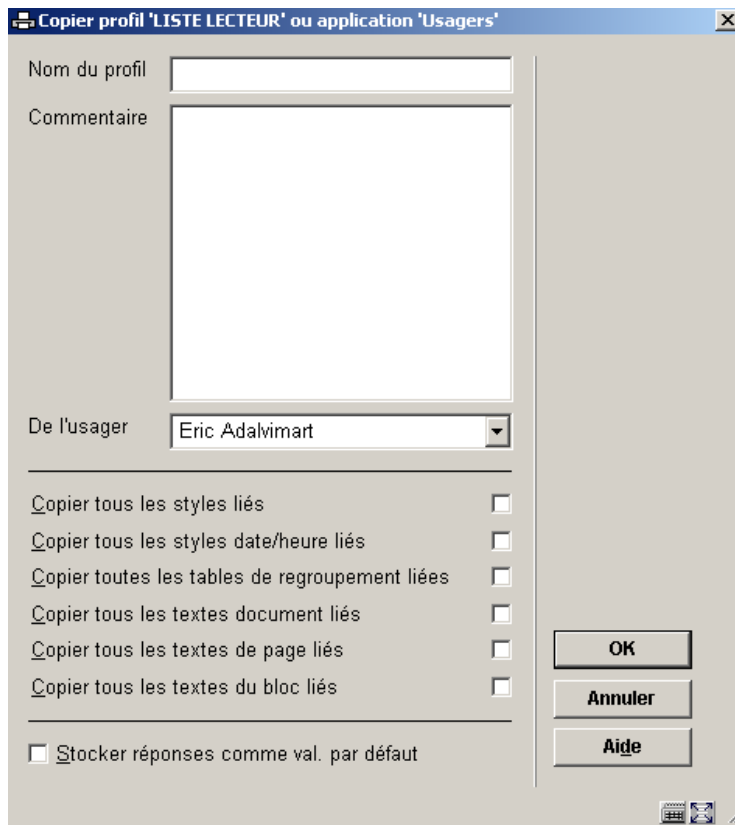 Copier profil 'LISTE LECTEUR' ou application 'Usagers'
Nom du profil
Commentaire
De l'usager
Eric Adalvimart
Copier tous les styles liés
Copier tous les styles date/heure liés
Copier toutes les tables de regroupement liées
Copier tous les textes document liés
Copier tous les textes de page liés
Copier tous les textes du bloc liés
OK
Annuler
Aide
Stocker réponses comme val. par défaut